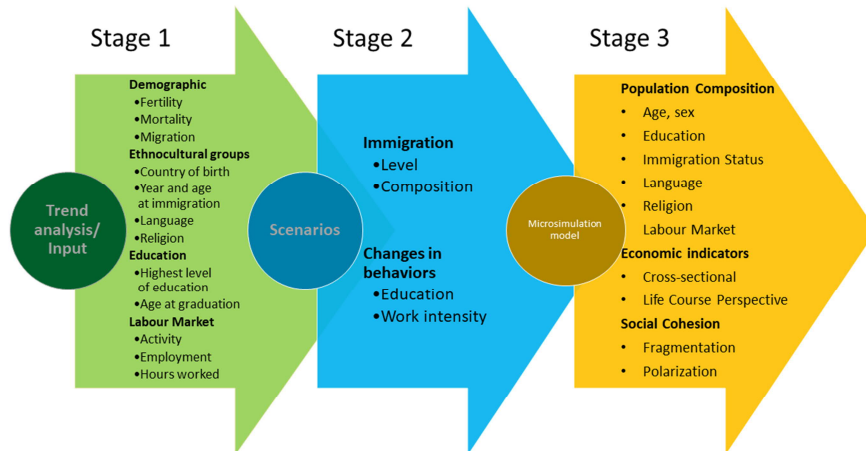 Stage 1
Demographic
•Fertility
•Mortality
•Migration
Ethnocultural groups
•Country of birth
•Year and age
at immigration
•Language
•Religion
Education
•Highest level
of education
•Age at graduation
Labour Market
•Activity
•Employment
•Hours worked
Trend
analysis/
Input
Stage 2
Immigration
•Level
•Composition
Changes in
behaviors
•Education
•Work intensity
Scenarios
Stage 3
Population Composition
• Age, sex
• Education
• Immigration Status
• Language
• Religion
Labour Market
Economic indicators
• Cross-sectional
• Life Course Perspective
Social Cohesion
• Fragmentation
• Polarization
Microsimulation
model